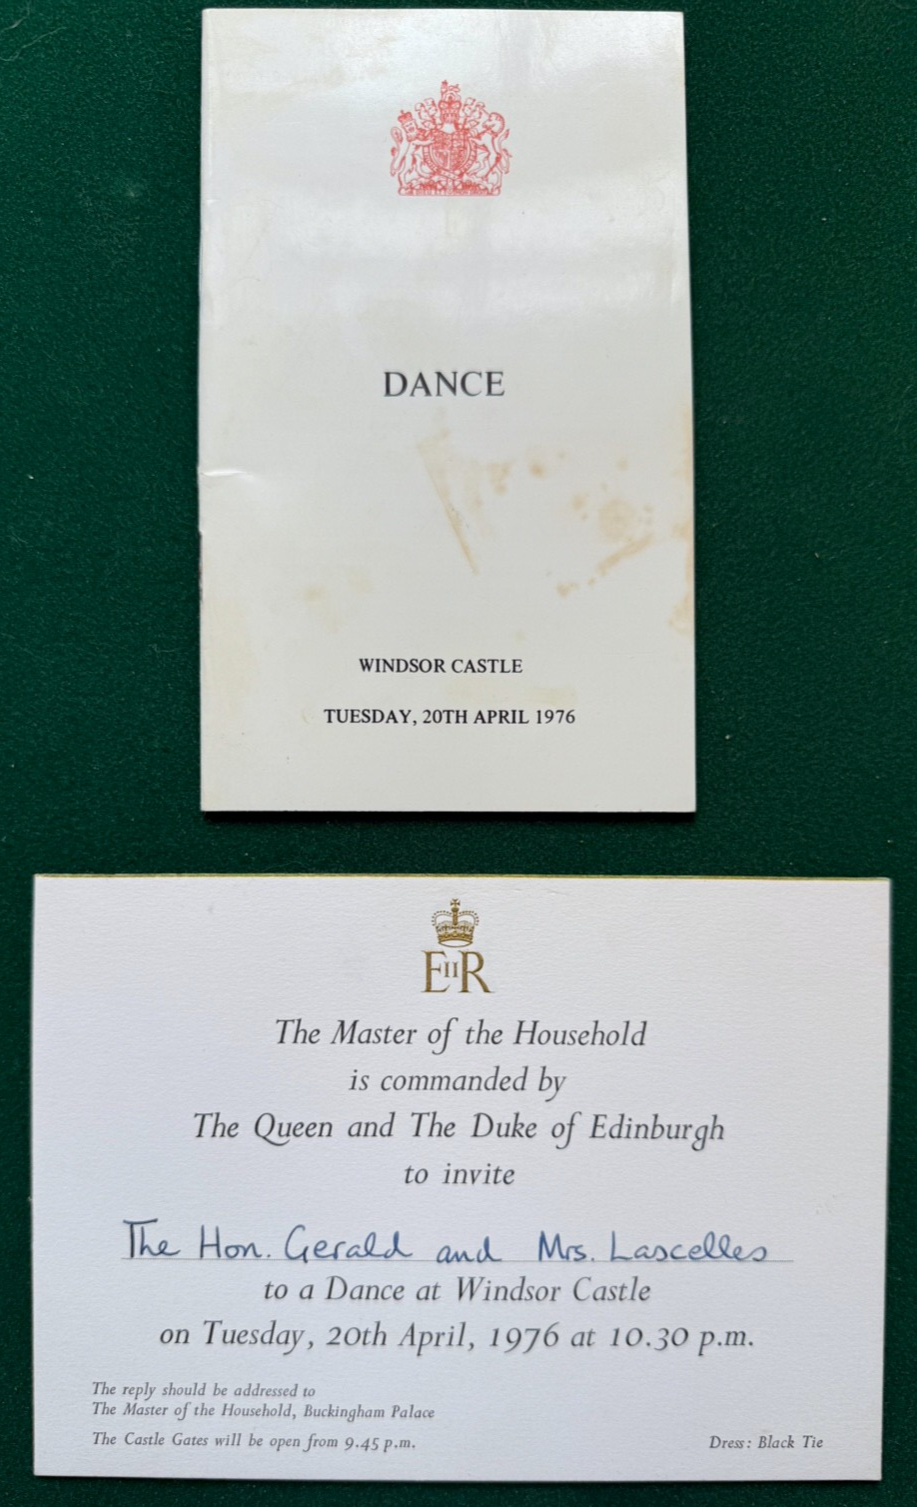 DANCE
WINDSOR CASTLE
TUESDAY, 20TH APRIL 1976
EIIR
The Master of the Household
is commanded by
The Queen and The Duke of Edinburgh
to invite
The Hon. Gerald and Mrs. Lascelles
to a Dance at Windsor Castle
on Tuesday, 20th April, 1976 at 10.30 p.m.
The reply should be addressed to
The Master of the Household, Buckingham Palace
The Castle Gates will be open from 9.45 p.m.
Dress: Black Tie